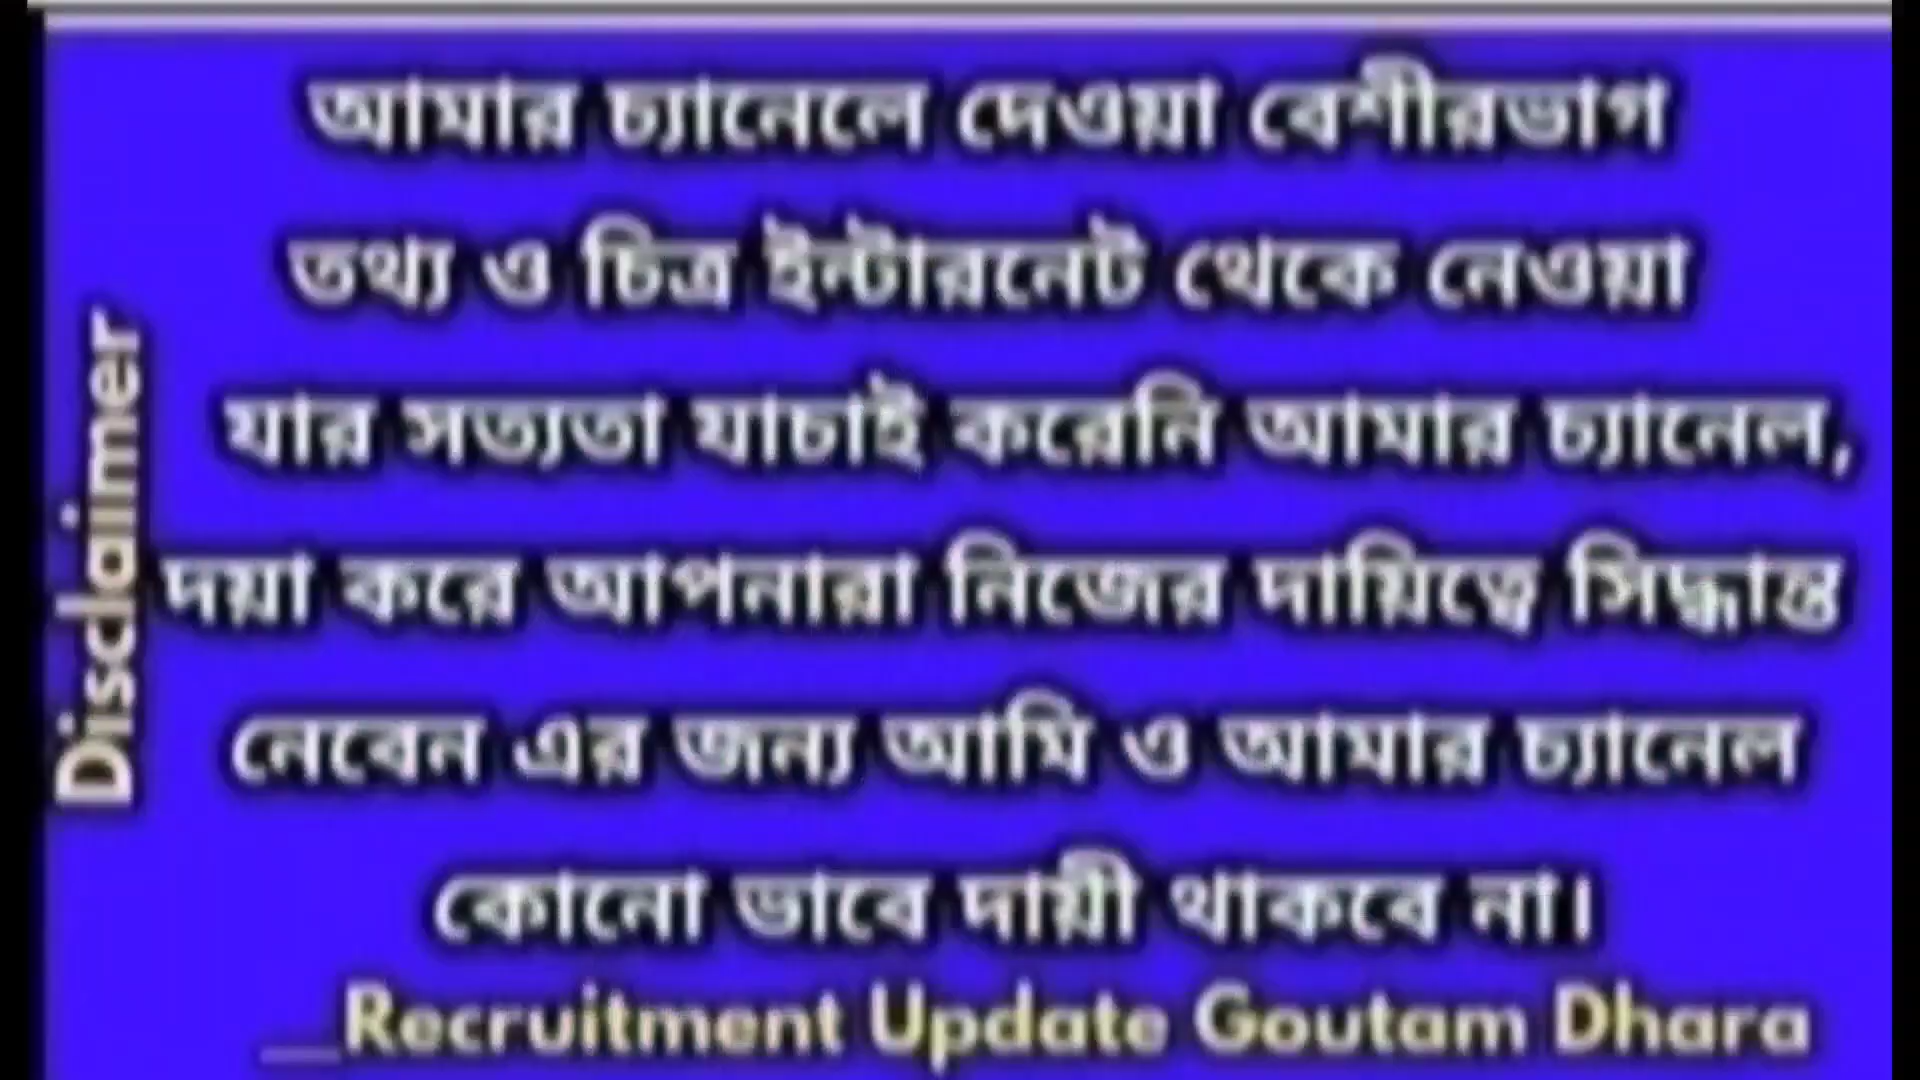 Disclaimer
আমার চ্যানেলে দেওয়া বেশীরভাগ
তথ্য ও চিত্র ইন্টারনেট থেকে নেওয়া
যার সত্যতা যাচাই করেনি আমার চ্যানেল,
দয়া করে আপনারা নিজের দায়িত্বে সিদ্ধান্ত
নেবেন এর জন্য আমি ও আমার চ্যানেল
কোনো ভাবে দায়ী থাকবে না।
__Recruitment Update Goutam Dhara